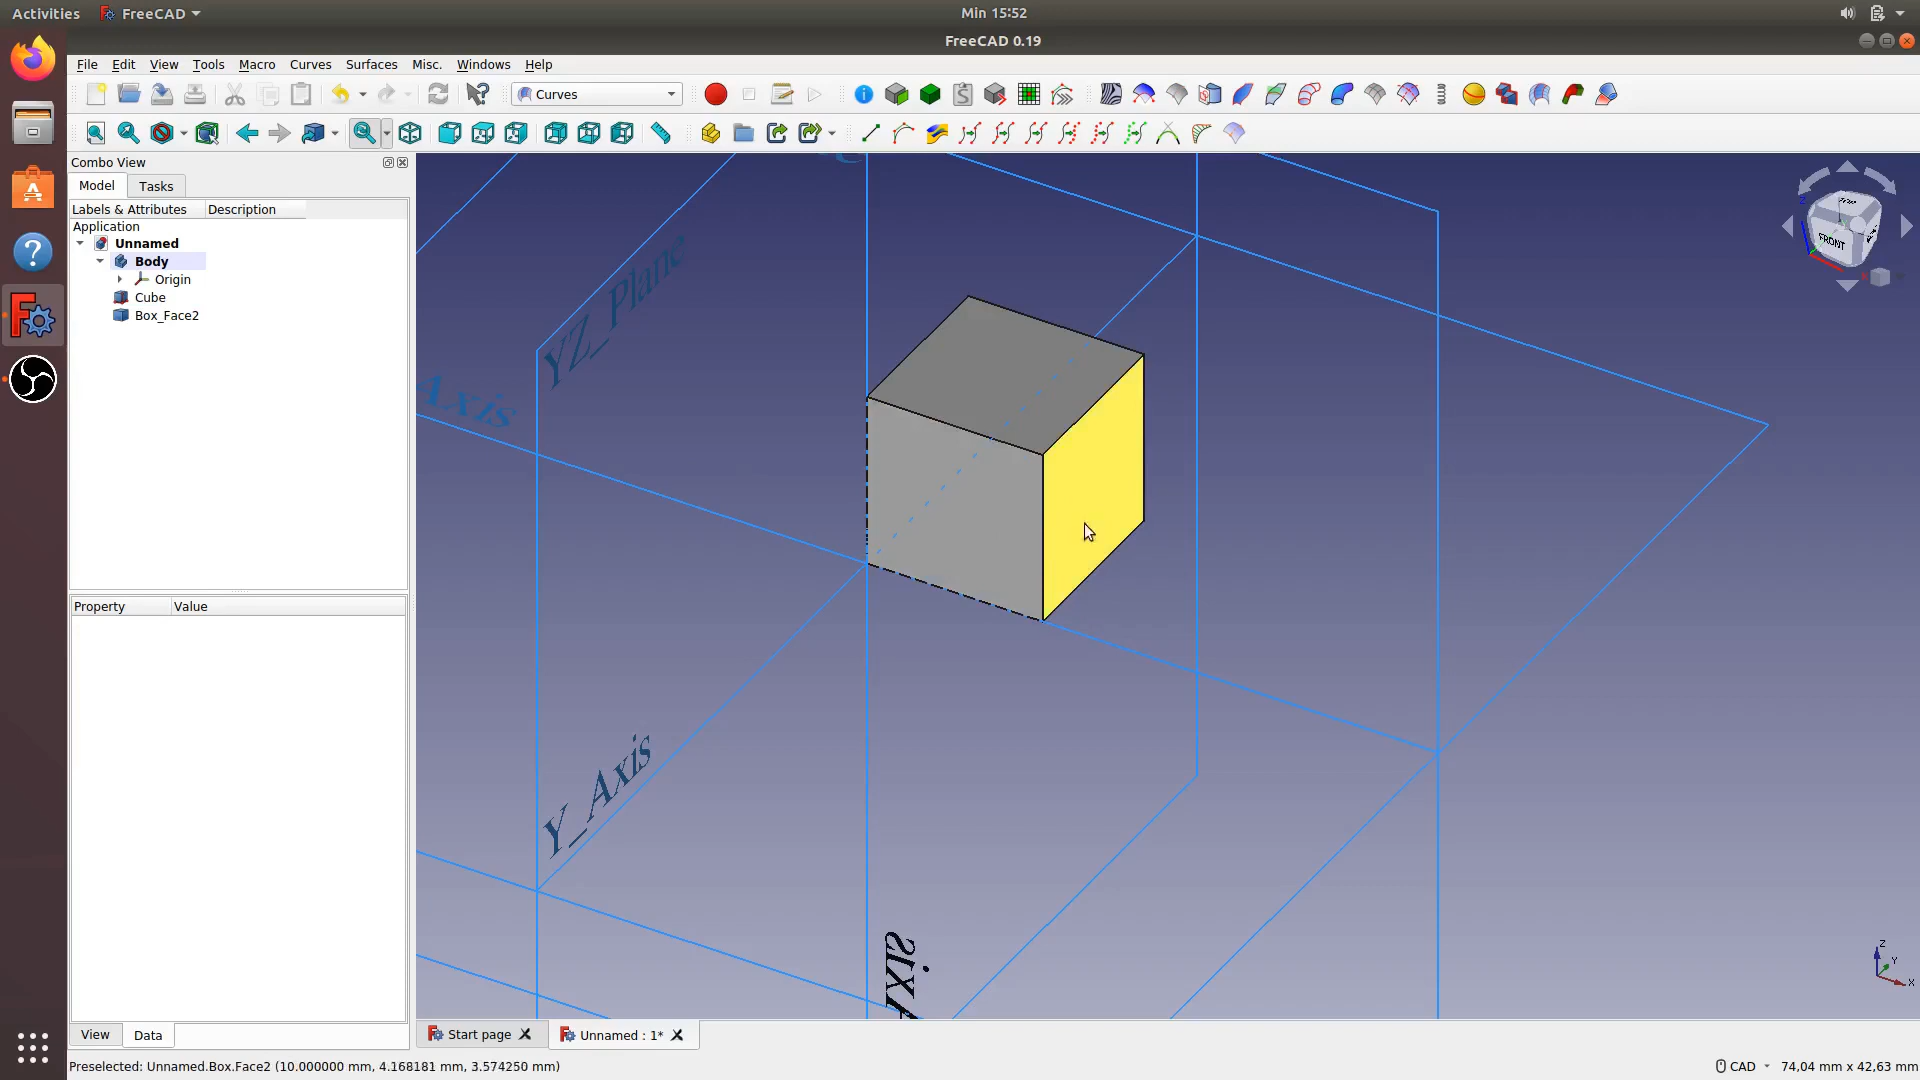 Activities FreeCAD Min 15:52
FreeCAD 0.19
File Edit View Tools Macro Curves Surfaces Misc. Windows Help
Curves
Combo View
Model Tasks
Labels & Attributes Description
Application
Unnamed
Body
Origin
Cube
Box_Face2
YZ_Plane
Axis
Y_Axis
Axis
TOP
FRONT
Z
Property Value
View Data
Z
Y
X
Start page Unnamed : 1*
Preselected: Unnamed.Box.Face2 (10.000000 mm, 4.168181 mm, 3.574250 mm) CAD 74,04 mm x 42,63 mm